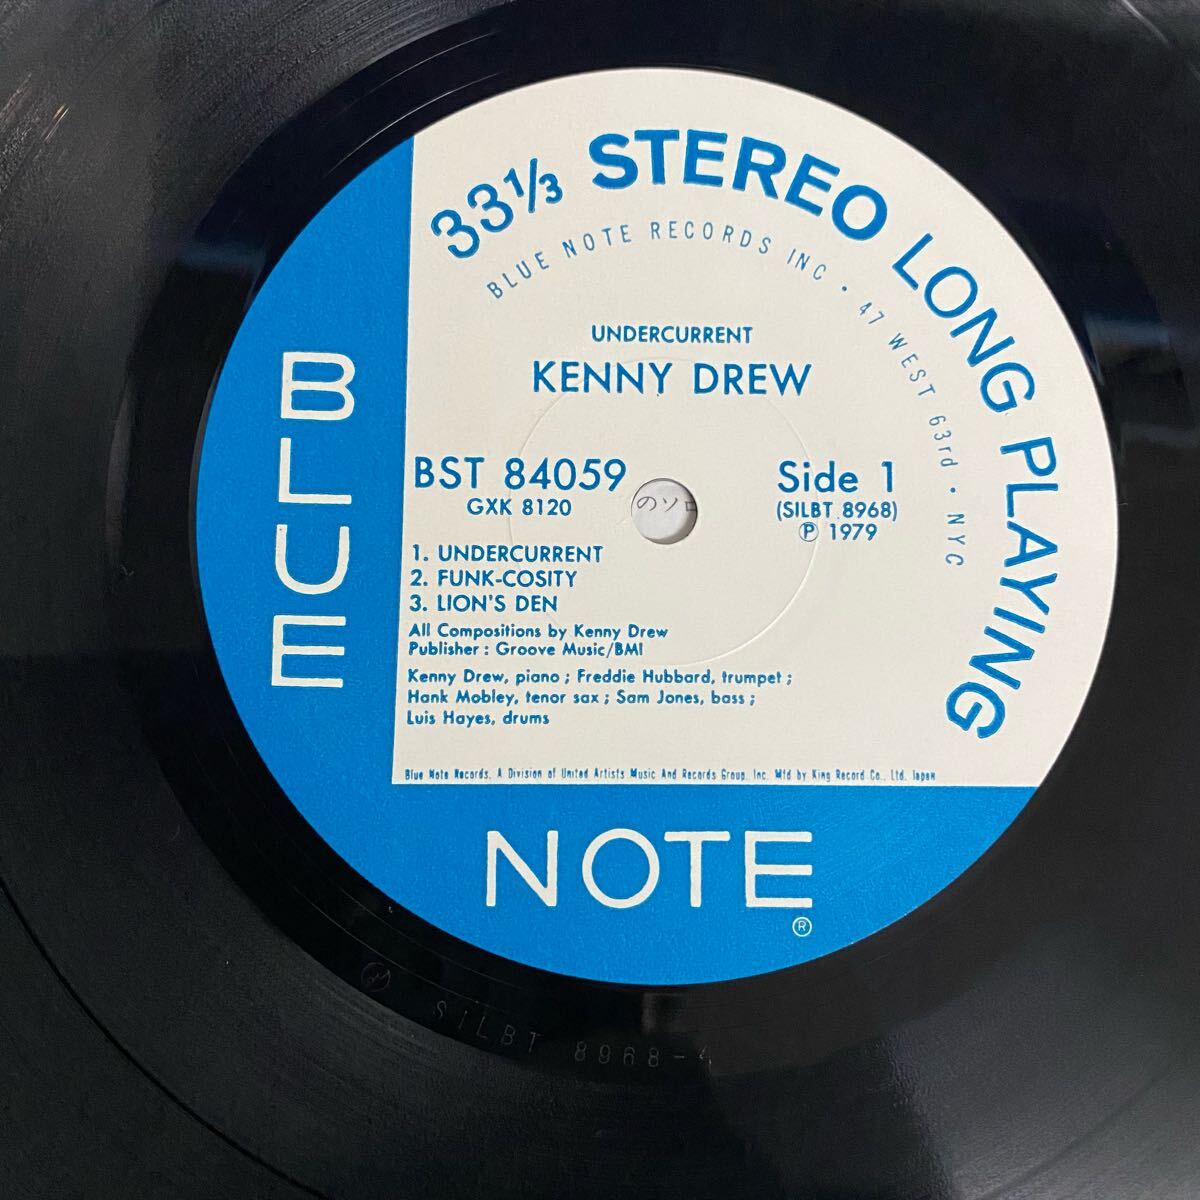 33⅓ STEREO LONG PLAYING
BLUE NOTE RECORDS INC · 47 WEST 63rd · NYC
UNDERCURRENT
KENNY DREW
BST 84059
GXK 8120
Side 1
(SILBT 8968)
℗ 1979
のソロ
1. UNDERCURRENT
2. FUNK-COSITY
3. LION'S DEN
All Compositions by Kenny Drew
Publisher : Groove Music/BMI
Kenny Drew, piano ; Freddie Hubbard, trumpet ;
Hank Mobley, tenor sax ; Sam Jones, bass ;
Luis Hayes, drums
Blue Note Records, A Division of United Artists Music And Records Group, Inc. Mfd by King Record Co., Ltd. Japan
BLUE
NOTE
®
SILBT 8968-4